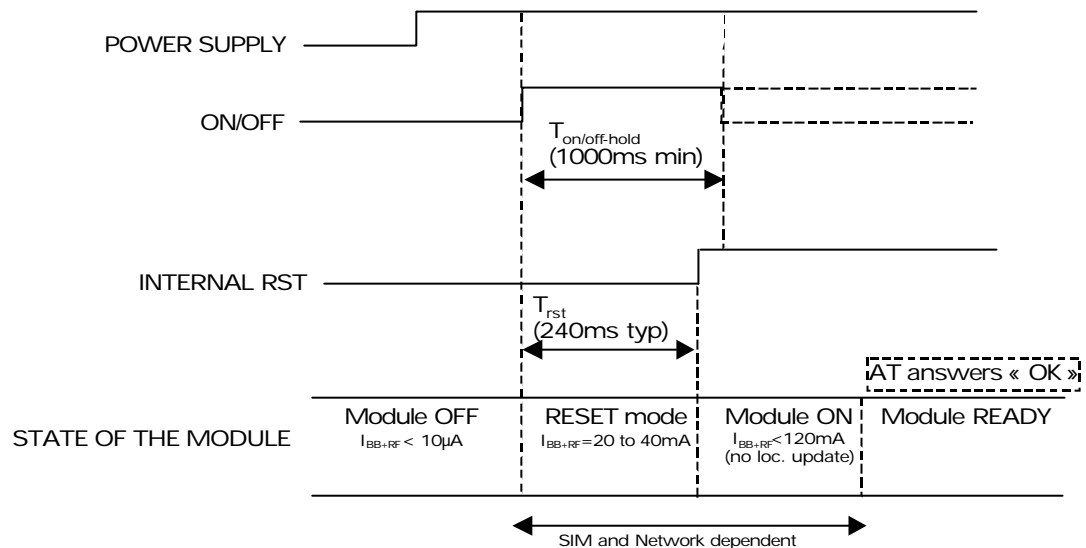 POWER SUPPLY
ON/OFF
Ton/off-hold
(1000ms min)
INTERNAL RST
Trst
(240ms typ)
AT answers « OK »
STATE OF THE MODULE
Module OFF
IBB+RF < 10µA
RESET mode
IBB+RF=20 to 40mA
Module ON
IBB+RF<120mA
(no loc. update)
Module READY
SIM and Network dependent